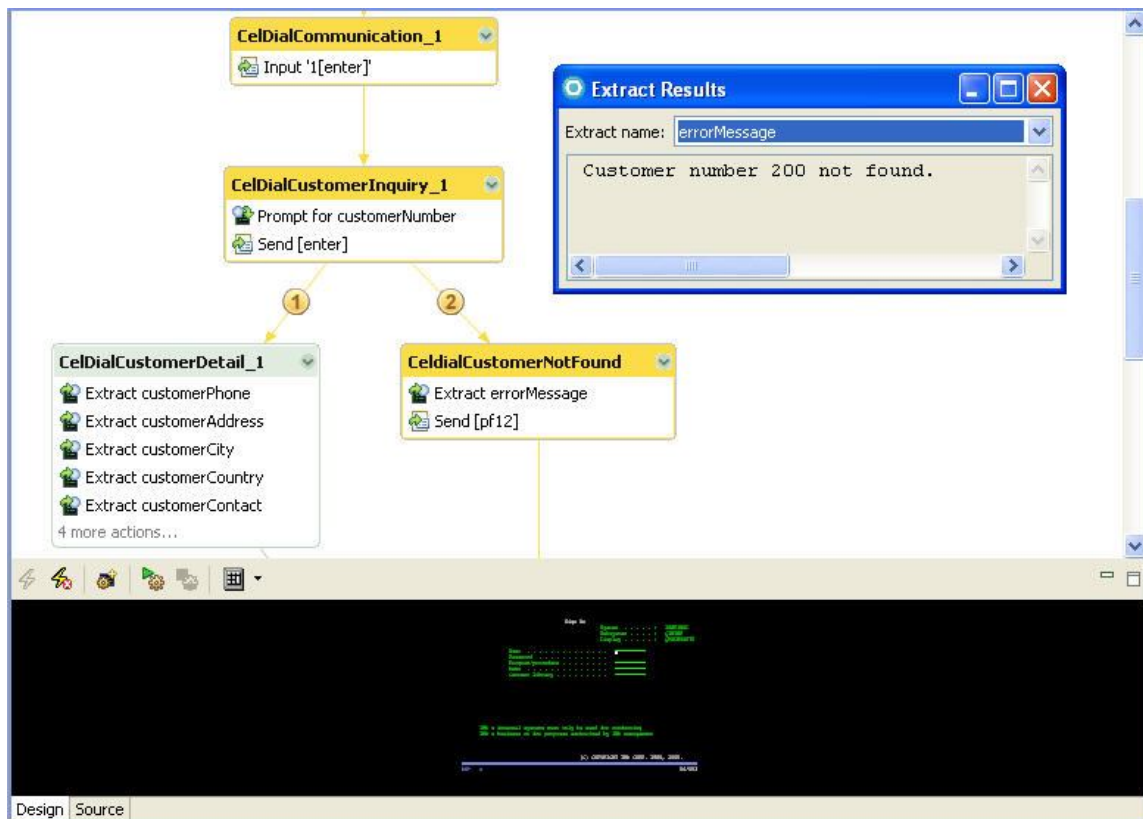 CelDialCommunication_1
Input '1[enter]'
Extract Results
Extract name: errorMessage
Customer number 200 not found.
CelDialCustomerInquiry_1
Prompt for customerNumber
Send [enter]
1
2
CelDialCustomerDetail_1
Extract customerPhone
Extract customerAddress
Extract customerCity
Extract customerCountry
Extract customerContact
4 more actions...
CeldialCustomerNotFound
Extract errorMessage
Send [pf12]
Sign On
Design Source